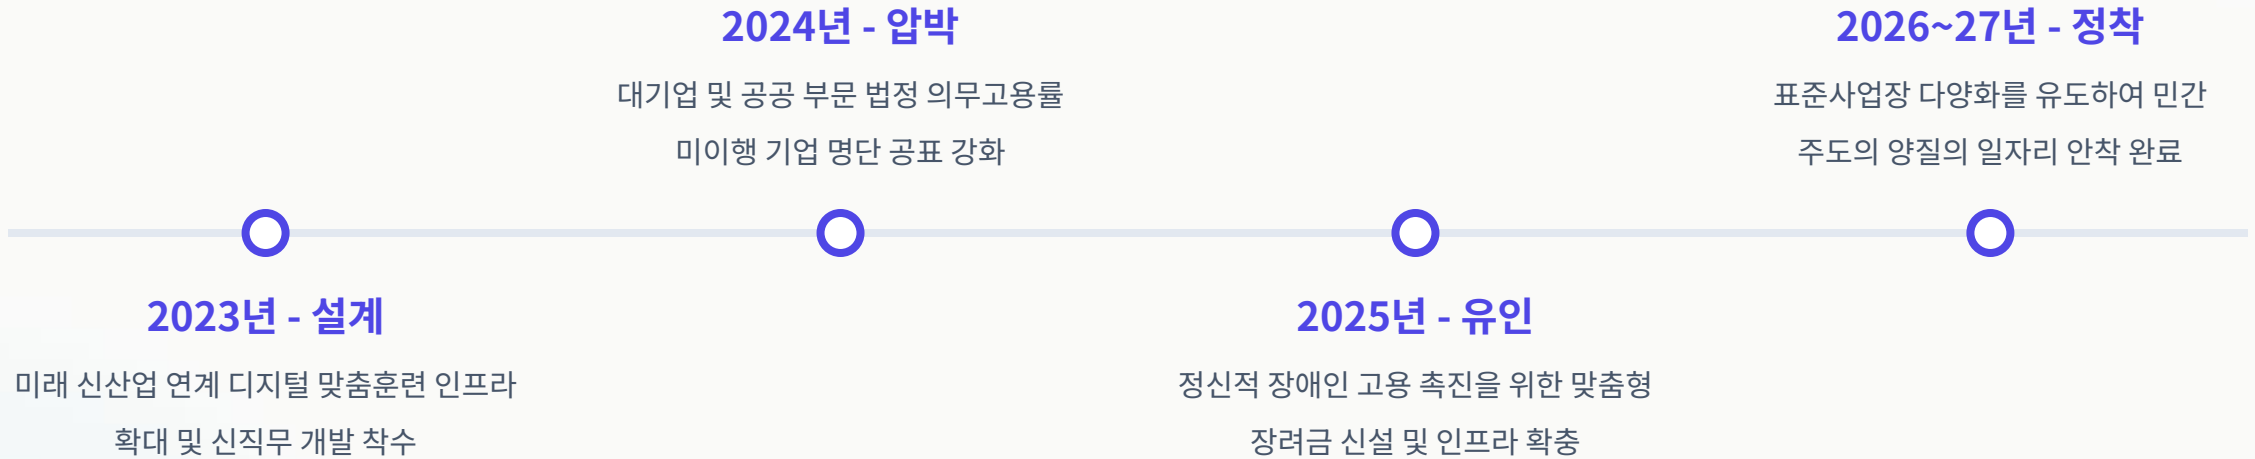 2023년 - 설계
미래 신산업 연계 디지털 맞춤훈련 인프라
확대 및 신직무 개발 착수
2024년 - 압박
대기업 및 공공 부문 법정 의무고용률
미이행 기업 명단 공표 강화
2025년 - 유인
정신적 장애인 고용 촉진을 위한 맞춤형
장려금 신설 및 인프라 확충
2026~27년 - 정착
표준사업장 다양화를 유도하여 민간
주도의 양질의 일자리 안착 완료